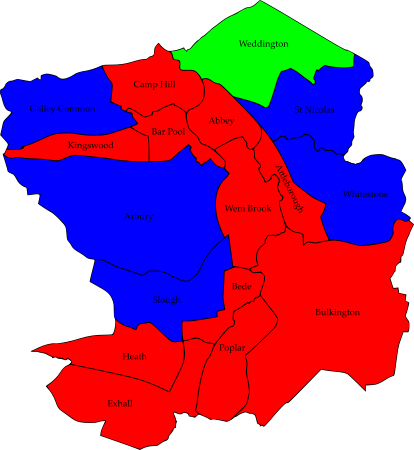 Weddington
Camp Hill
Galley Common
St Nicolas
Abbey
Bar Pool
Kingswood
Attleborough
Whitestone
Wem Brook
Arbury
Bede
Slough
Bulkington
Poplar
Heath
Exhall